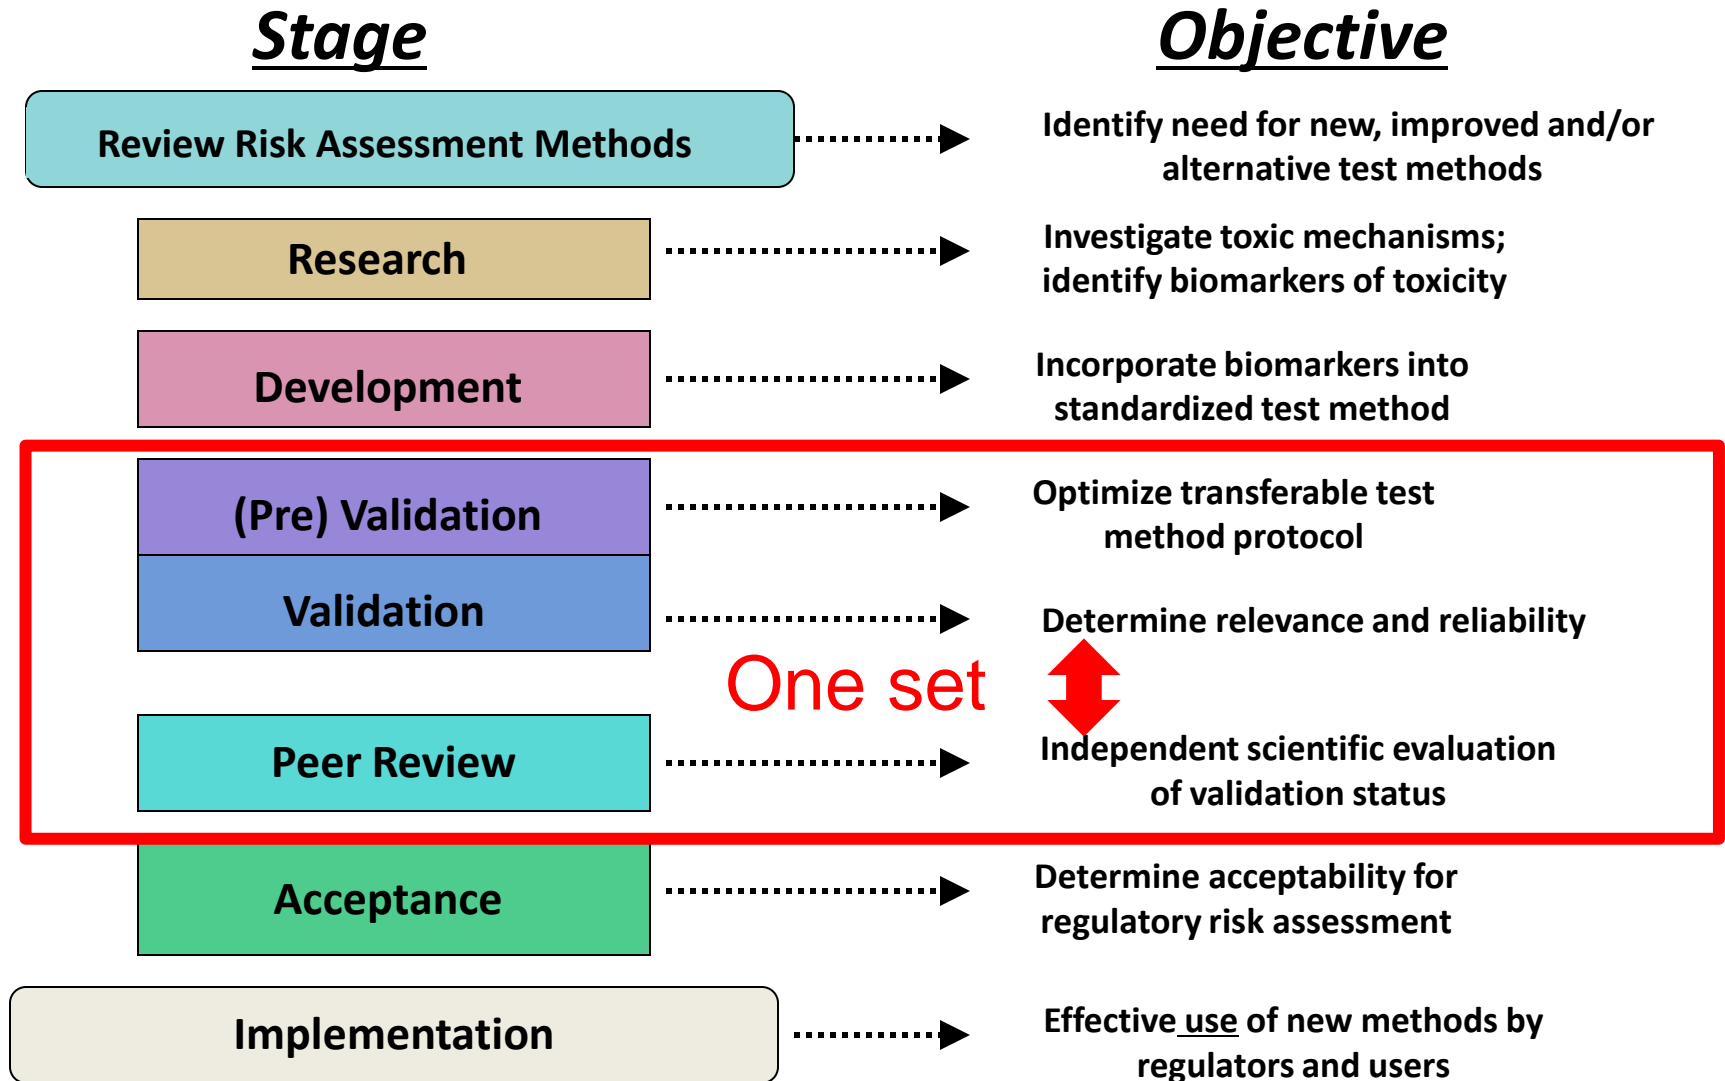 Stage
Objective
Review Risk Assessment Methods
Identify need for new, improved and/or
alternative test methods
Research
Investigate toxic mechanisms;
identify biomarkers of toxicity
Development
Incorporate biomarkers into
standardized test method
(Pre) Validation
Optimize transferable test
method protocol
Validation
Determine relevance and reliability
One set
Peer Review
Independent scientific evaluation
of validation status
Acceptance
Determine acceptability for
regulatory risk assessment
Implementation
Effective use of new methods by
regulators and users